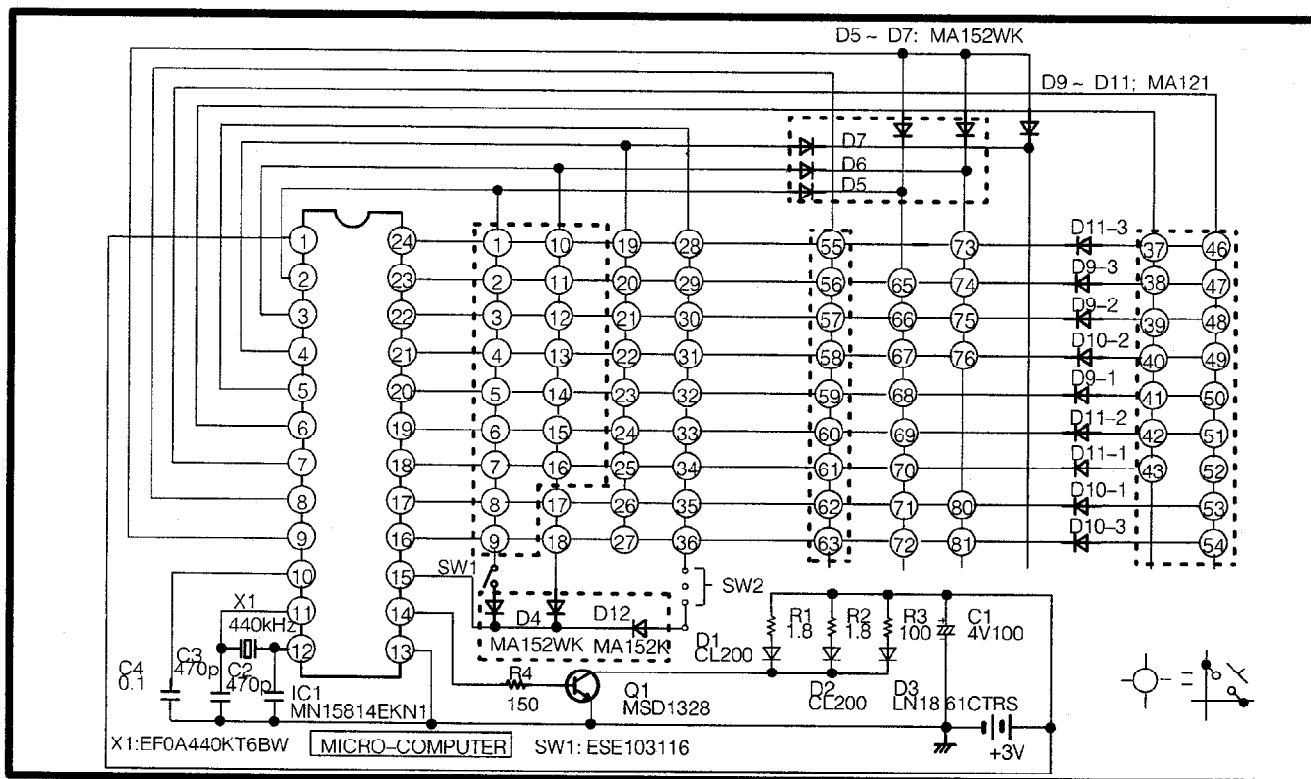 D5 ~ D7: MA152WK
D9 ~ D11; MA121
D7
D6
D5
1 24 1 10 19 28 55 73 D11-3 37 46
2 23 2 11 20 29 56 65 74 D9-3 38 47
3 22 3 12 21 30 57 66 75 D9-2 39 48
4 21 4 13 22 31 58 67 76 D10-2 40 49
5 20 5 14 23 32 59 68 D9-1 41 50
6 19 6 15 24 33 60 69 D11-2 42 51
7 18 7 16 25 34 61 70 D11-1 43 52
8 17 8 17 26 35 62 71 80 D10-1 53
9 16 9 18 27 36 63 72 81 D10-3 54
10 15 SW1 SW2
11 14
12 13
X1
440kHz
D4 D12
MA152WK MA152K
R1 R2 R3 C1
1.8 1.8 100 4V100
D1
CL200
D2
CL200
D3
LN18 61CTRS
C4
0.1
C3
470p
C2
470p
IC1
MN15814EKN1
R4
150
Q1
MSD1328
+3V
X1:EF0A440KT6BW MICRO-COMPUTER SW1: ESE103116